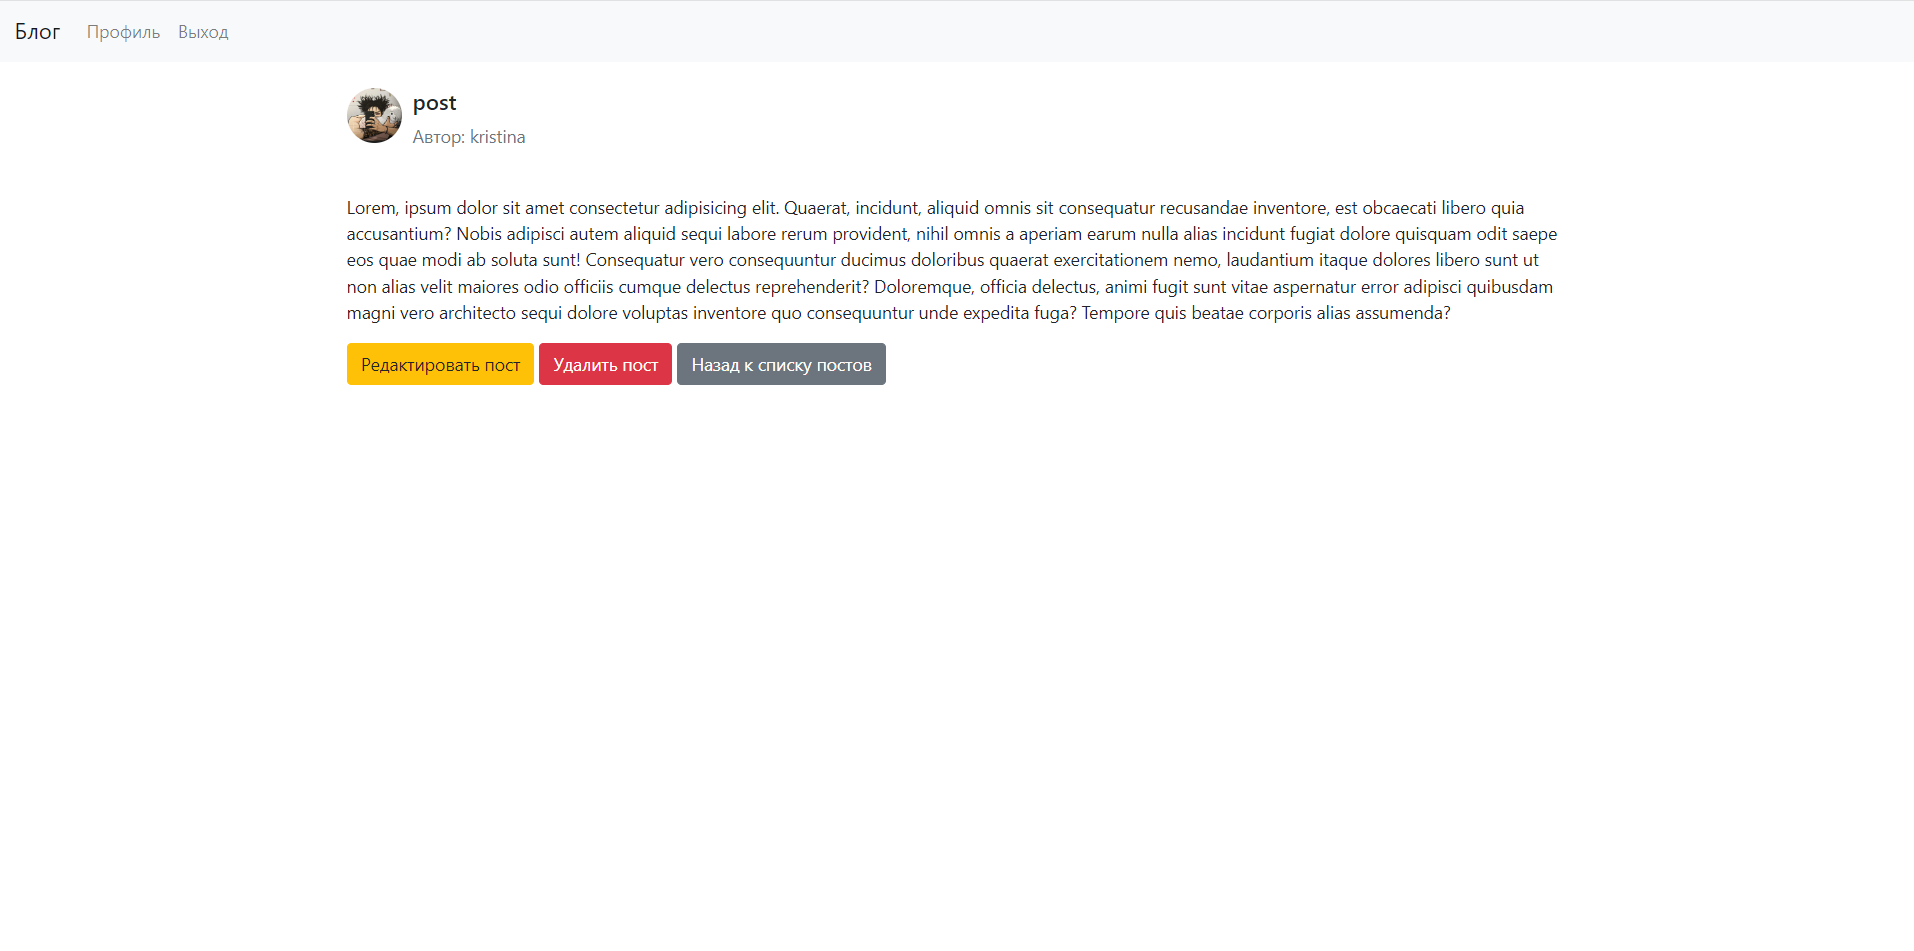 Блог Профиль Выход
post
Автор: kristina
Lorem, ipsum dolor sit amet consectetur adipisicing elit. Quaerat, incidunt, aliquid omnis sit consequatur recusandae inventore, est obcaecati libero quia
accusantium? Nobis adipisci autem aliquid sequi labore rerum provident, nihil omnis a aperiam earum nulla alias incidunt fugiat dolore quisquam odit saepe
eos quae modi ab soluta sunt! Consequatur vero consequuntur ducimus doloribus quaerat exercitationem nemo, laudantium itaque dolores libero sunt ut
non alias velit maiores odio officiis cumque delectus reprehenderit? Doloremque, officia delectus, animi fugit sunt vitae aspernatur error adipisci quibusdam
magni vero architecto sequi dolore voluptas inventore quo consequuntur unde expedita fuga? Tempore quis beatae corporis alias assumenda?
Редактировать пост Удалить пост Назад к списку постов